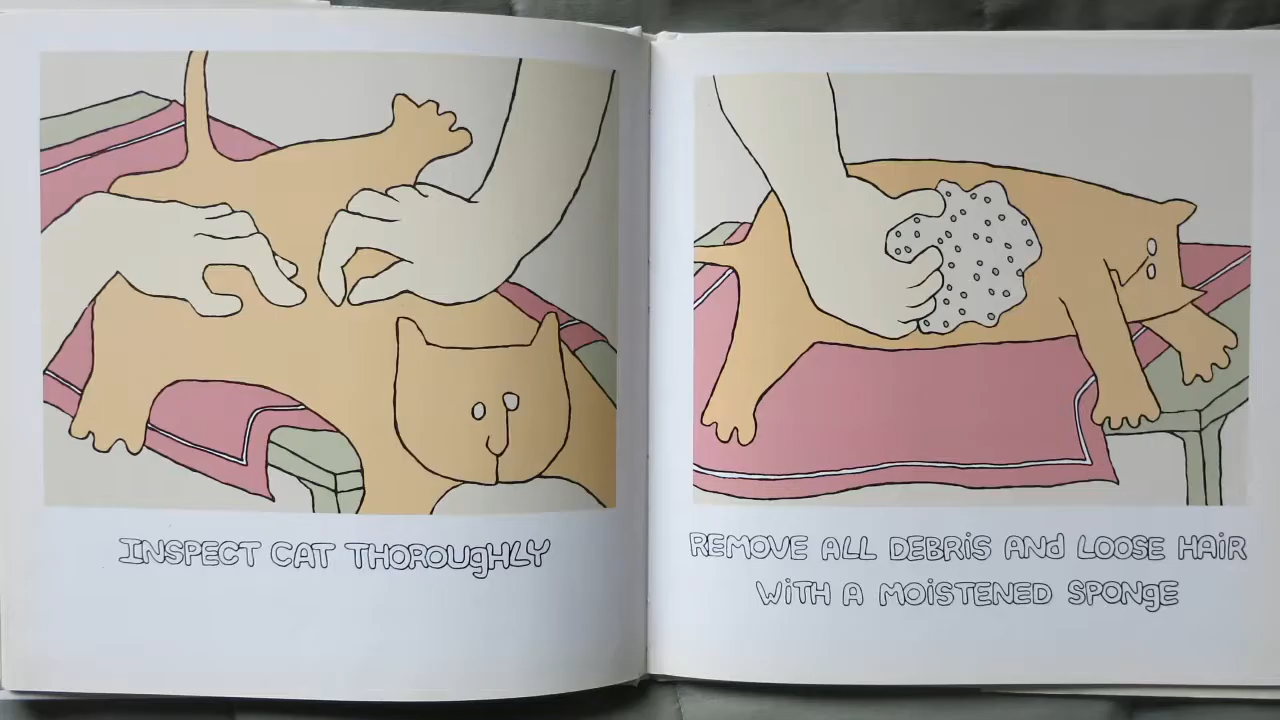 INSPECT CAT THOROUgHLY
REMOVE ALL DEBRiS ANd LOOSE HAiR
WiTH A MOiSTENED SPONgE